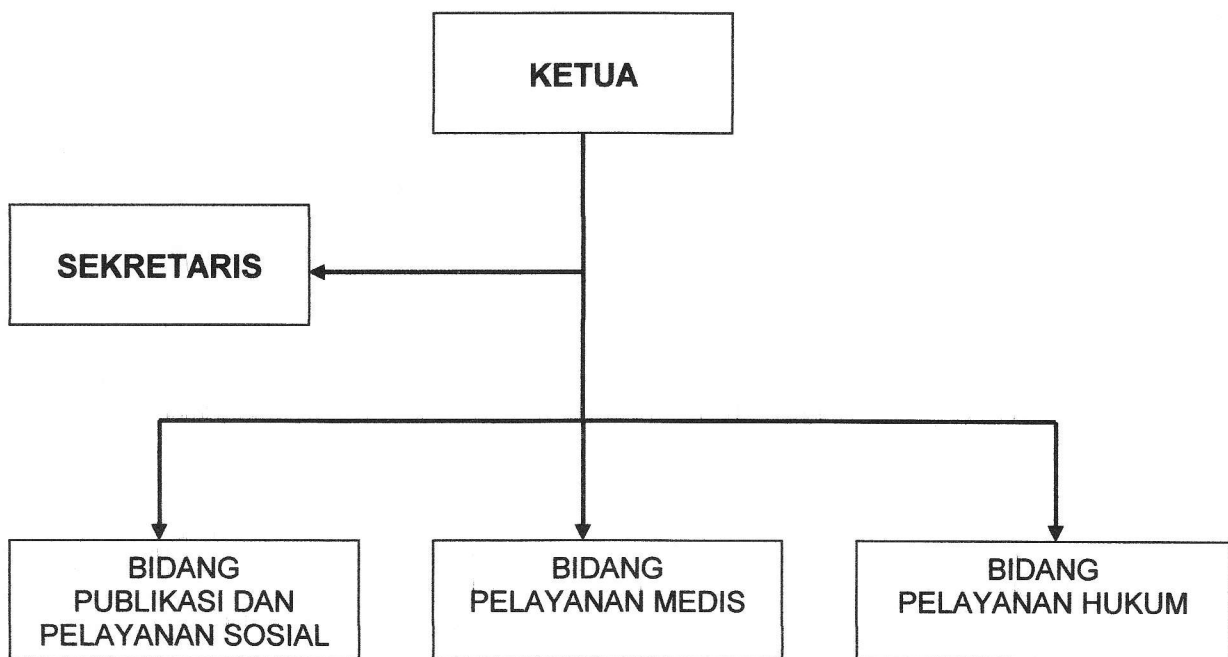 KETUA
SEKRETARIS
BIDANG
PUBLIKASI DAN
PELAYANAN SOSIAL
BIDANG
PELAYANAN MEDIS
BIDANG
PELAYANAN HUKUM